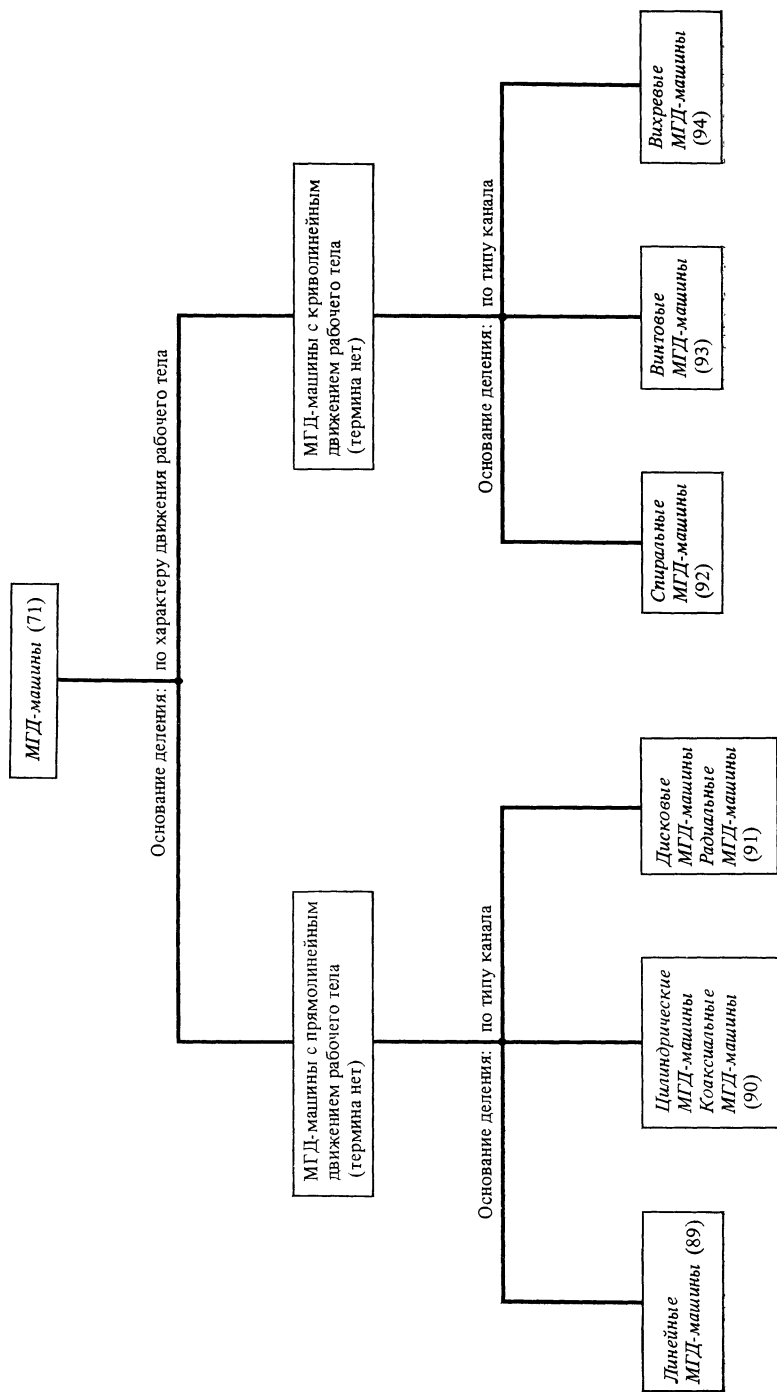 МГД-машины (71)
Основание деления: по характеру движения рабочего тела
МГД-машины с прямолинейным
движением рабочего тела
(термина нет)
МГД-машины с криволинейным
движением рабочего тела
(термина нет)
Основание деления: по типу канала
Основание деления: по типу канала
Линейные
МГД-машины (89)
Цилиндрические
МГД-машины
Коаксиальные
МГД-машины
(90)
Дисковые
МГД-машины
Радиальные
МГД-машины
(91)
Спиральные
МГД-машины
(92)
Винтовые
МГД-машины
(93)
Вихревые
МГД-машины
(94)